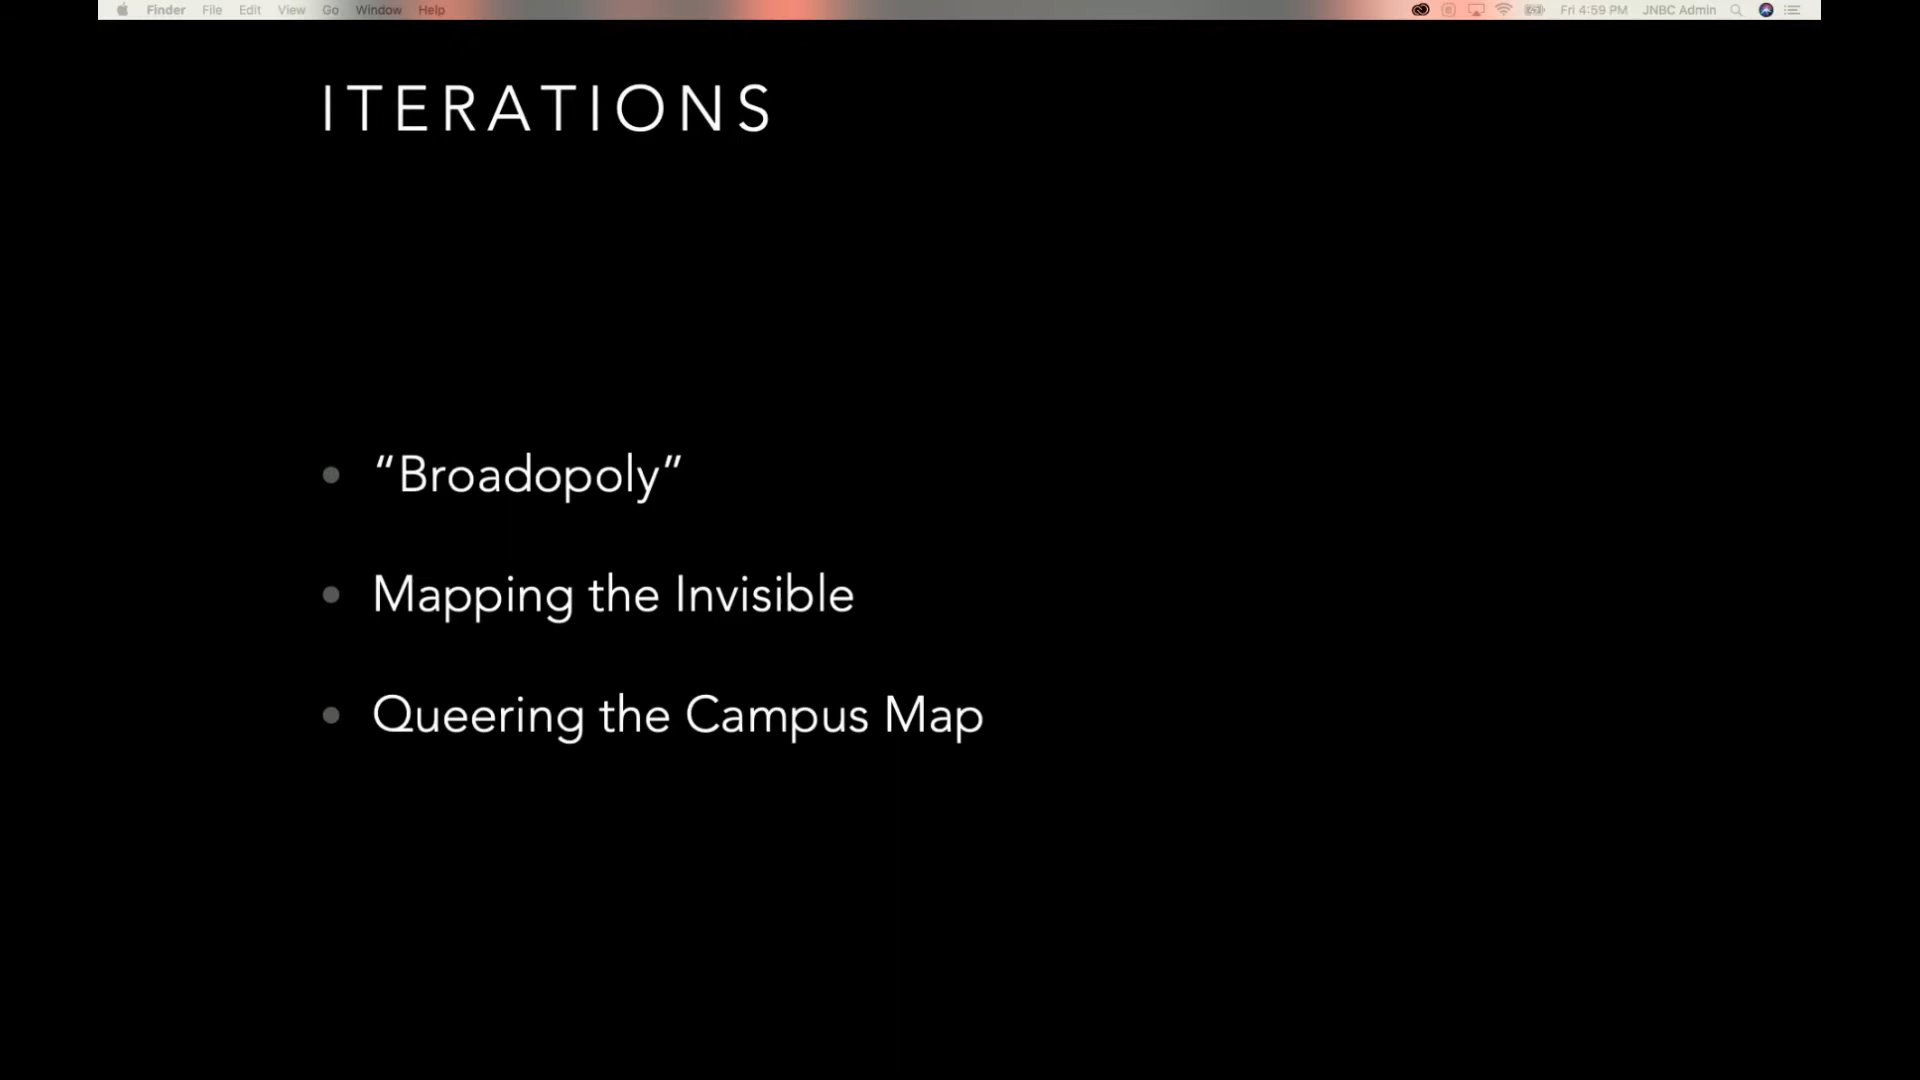 Finder File Edit View Go Window Help Fri 4:59 PM JNBC Admin
ITERATIONS
“Broadopoly”
Mapping the Invisible
Queering the Campus Map